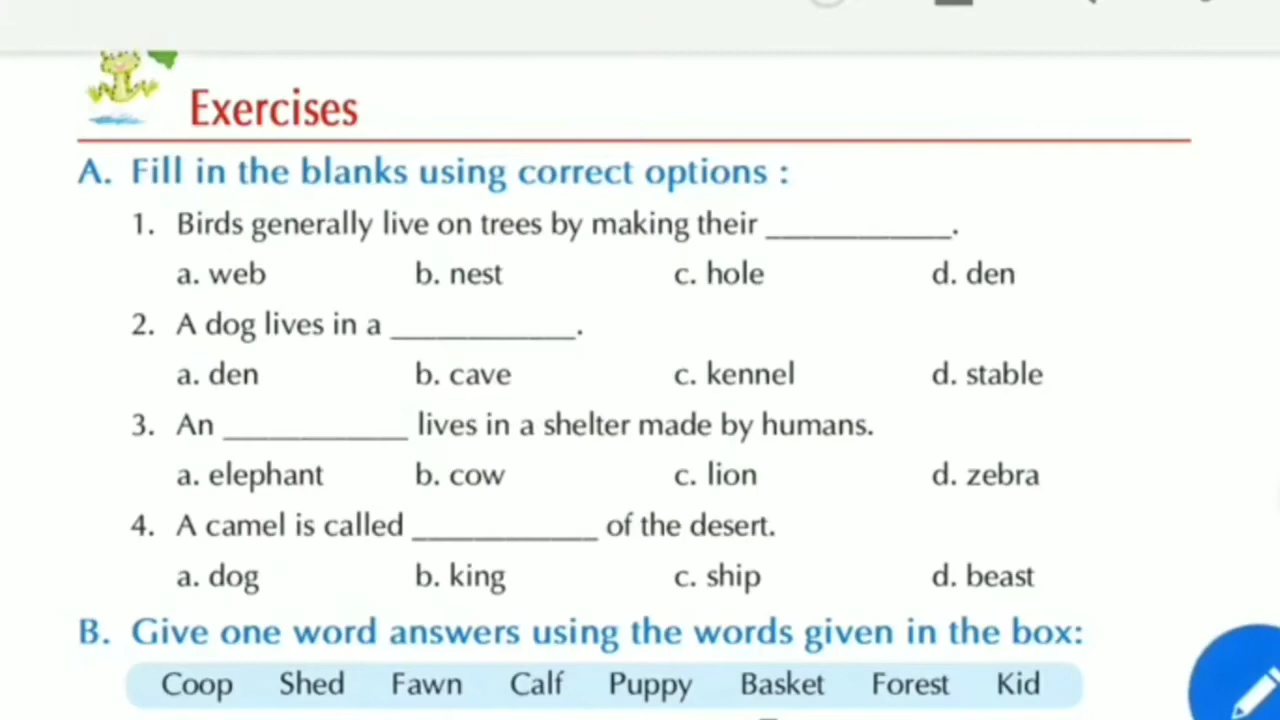 Exercises
A. Fill in the blanks using correct options :
1. Birds generally live on trees by making their ____________.
a. web b. nest c. hole d. den
2. A dog lives in a ____________.
a. den b. cave c. kennel d. stable
3. An ____________ lives in a shelter made by humans.
a. elephant b. cow c. lion d. zebra
4. A camel is called ____________ of the desert.
a. dog b. king c. ship d. beast
B. Give one word answers using the words given in the box:
Coop Shed Fawn Calf Puppy Basket Forest Kid